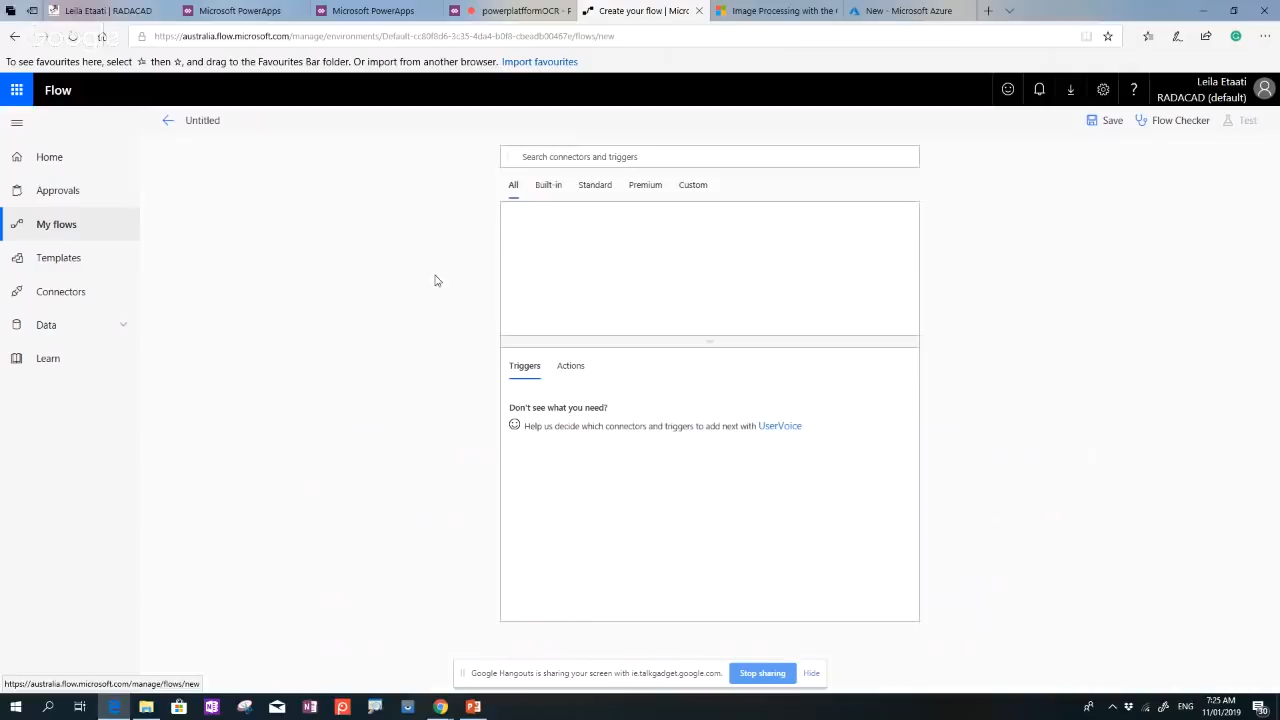 Leila Etaati | RADACAD
Microsoft PowerApps
Microsoft PowerApps
powerplatformOCR - F
Create your flow | Micro
Image Processing with the C
New - Microsoft Azure
https://australia.flow.microsoft.com/manage/environments/Default-cc80f8d6-3c35-4da4-b0f8-cbeadb00467e/flows/new
To see favourites here, select ☆ then ☆, and drag to the Favourites Bar folder. Or import from another browser. Import favourites
Flow
Leila Etaati
RADACAD (default)
Untitled
Save
Flow Checker
Test
Home
Approvals
My flows
Templates
Connectors
Data
Learn
Search connectors and triggers
All Built-in Standard Premium Custom
Triggers Actions
Don't see what you need?
Help us decide which connectors and triggers to add next with UserVoice
Google Hangouts is sharing your screen with ie.talkgadget.google.com.
Stop sharing
Hide
https://australia.flow.microsoft.com/manage/flows/new
ENG
7:25 AM
11/01/2019
30